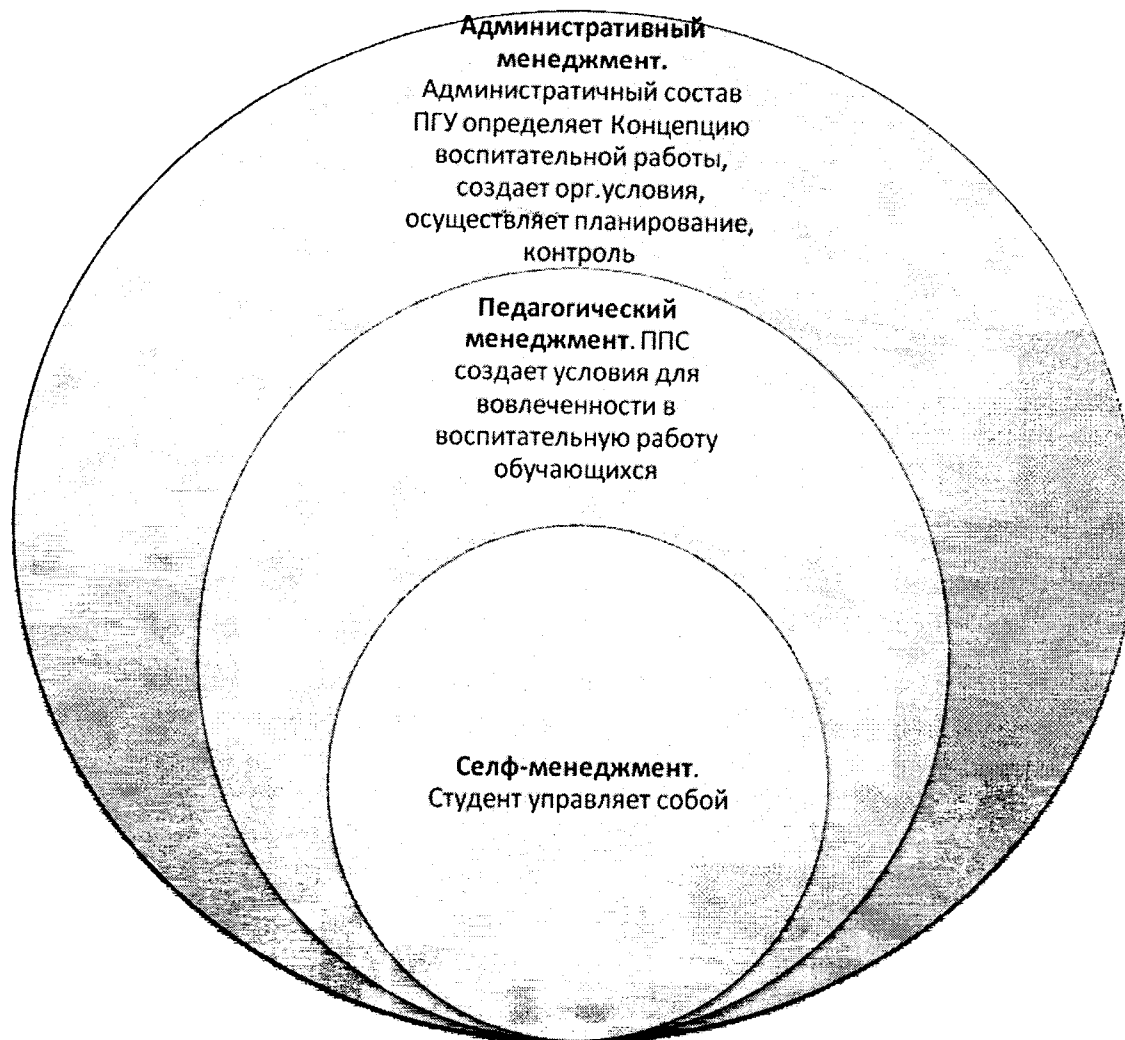 Административный
менеджмент.
Администратичный состав
ПГУ определяет Концепцию
воспитательной работы,
создает орг.условия,
осуществляет планирование,
контроль
Педагогический
менеджмент. ППС
создает условия для
вовлеченности в
воспитательную работу
обучающихся
Селф-менеджмент.
Студент управляет собой